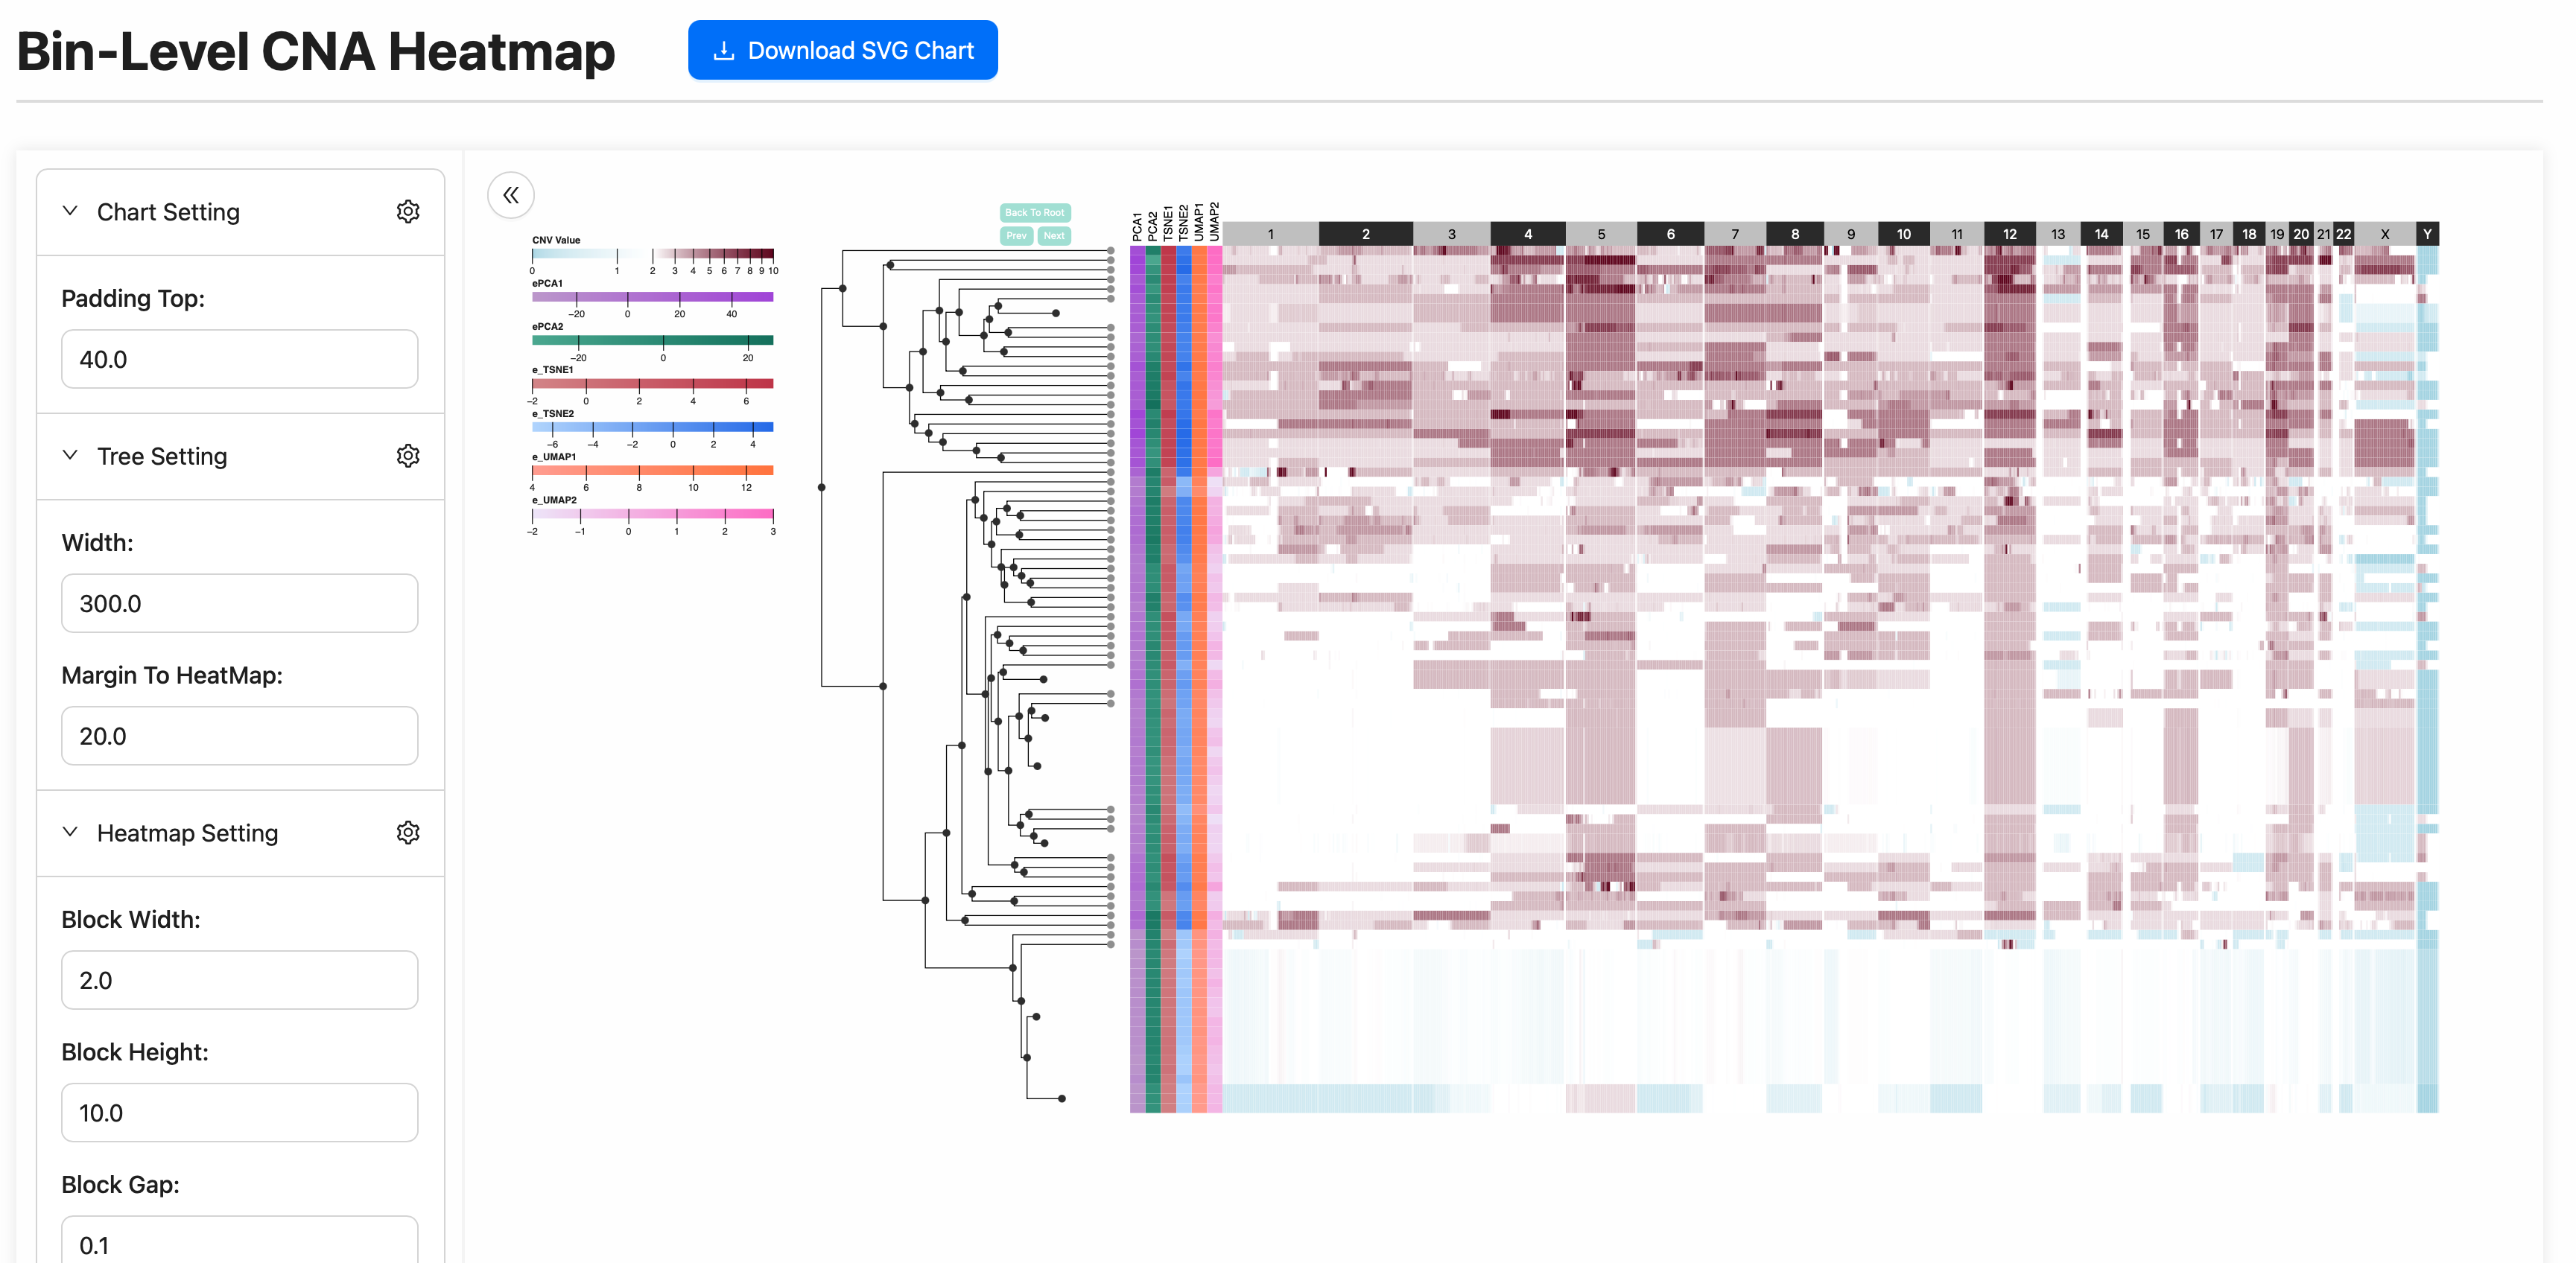 Bin-Level CNA Heatmap
Download SVG Chart
Chart Setting
Padding Top:
40.0
Tree Setting
Width:
300.0
Margin To HeatMap:
20.0
Heatmap Setting
Block Width:
2.0
Block Height:
10.0
Block Gap:
0.1
Back To Root
Prev Next
CNV Value
0 1 2 3 4 5 6 7 8 9 10
ePCA1
−20 0 20 40
ePCA2
−20 0 20
e_TSNE1
−2 0 2 4 6
e_TSNE2
−6 −4 −2 0 2 4
e_UMAP1
4 6 8 10 12
e_UMAP2
−2 −1 0 1 2 3
PCA1
PCA2
TSNE1
TSNE2
UMAP1
UMAP2
1 2 3 4 5 6 7 8 9 10 11 12 13 14 15 16 17 18 19 20 21 22 X Y